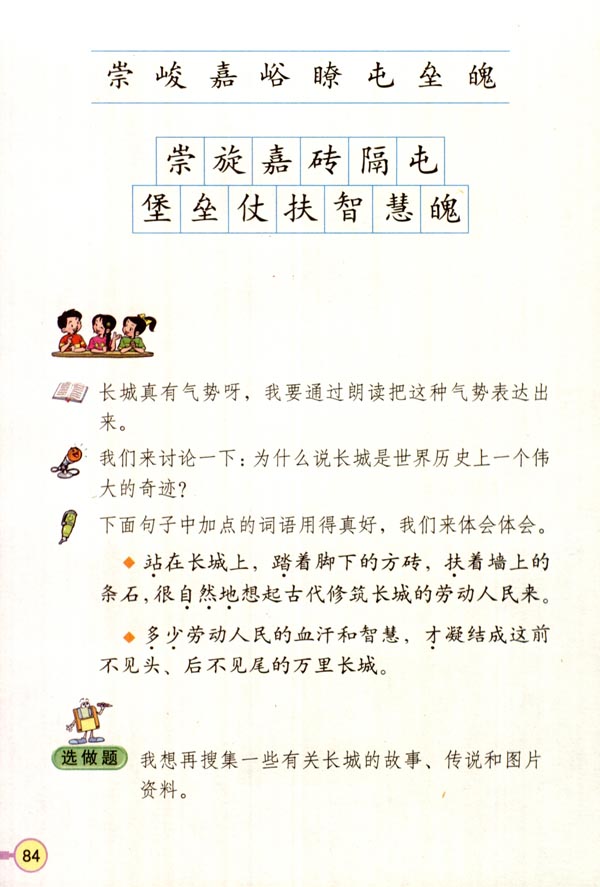 崇 峻 嘉 峪 瞭 屯 垒 魄
崇旋嘉砖隔屯
堡垒仗扶智慧魄
长城真有气势呀，我要通过朗读把这种气势表达出
来。
我们来讨论一下：为什么说长城是世界历史上一个伟
大的奇迹？
下面句子中加点的词语用得真好，我们来体会体会。
◆ 站在长城上，踏着脚下的方砖，扶着墙上的
条石，很自然地想起古代修筑长城的劳动人民来。
◆ 多少劳动人民的血汗和智慧，才凝结成这前
不见头、后不见尾的万里长城。
选做题 我想再搜集一些有关长城的故事、传说和图片
资料。
84